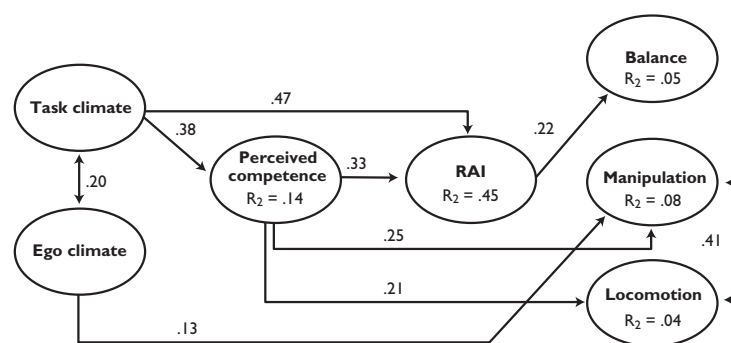 Balance
R2 = .05
Task climate
.47
.22
.38
Perceived
competence
R2 = .14
.33
RAI
R2 = .45
Manipulation
R2 = .08
.20
Ego climate
.25
.41
.21
Locomotion
R2 = .04
.13